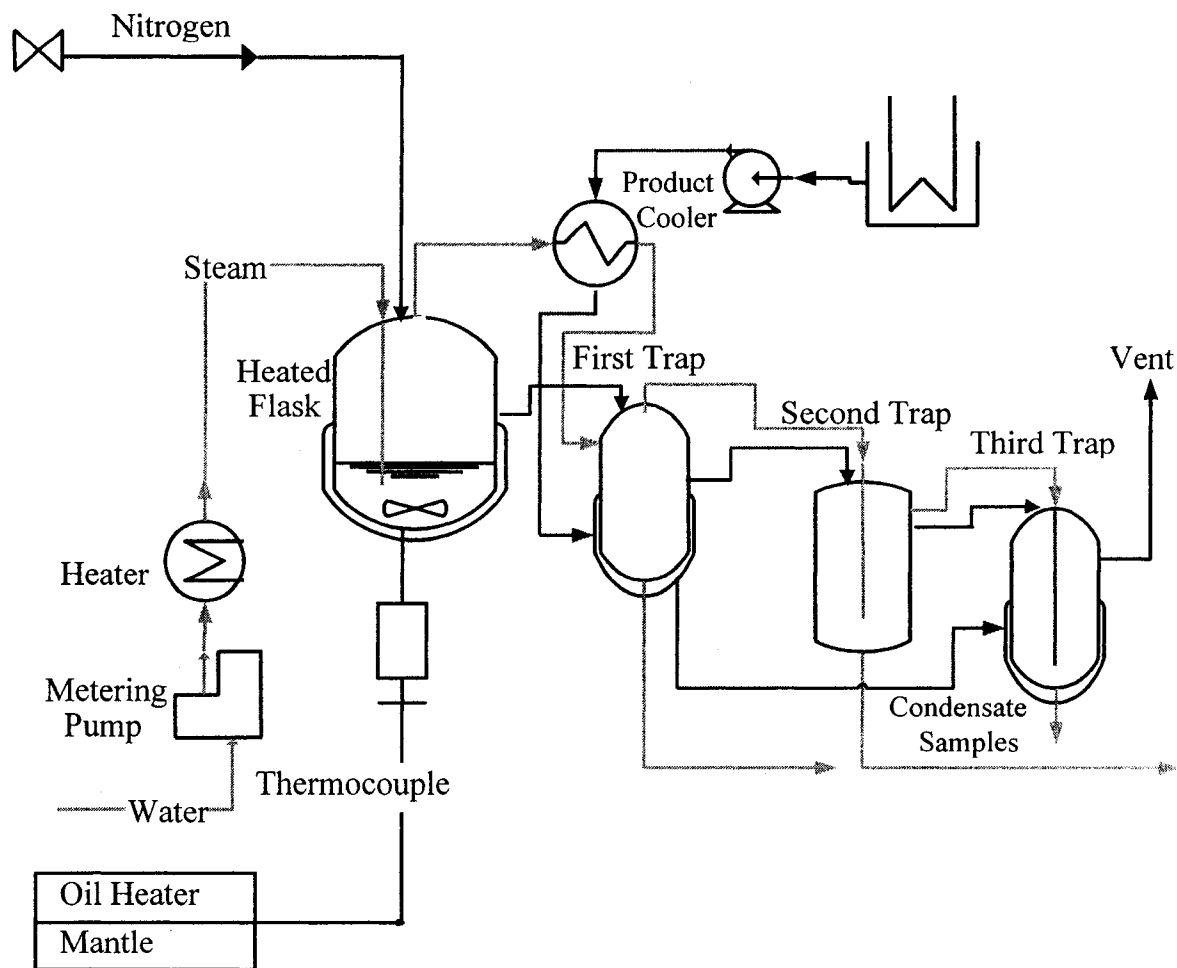 Nitrogen
Product
Cooler
Steam
First Trap
Vent
Heated
Flask
Second Trap
Third Trap
Heater
Metering
Pump
Condensate
Samples
Thermocouple
Water
Oil Heater
Mantle